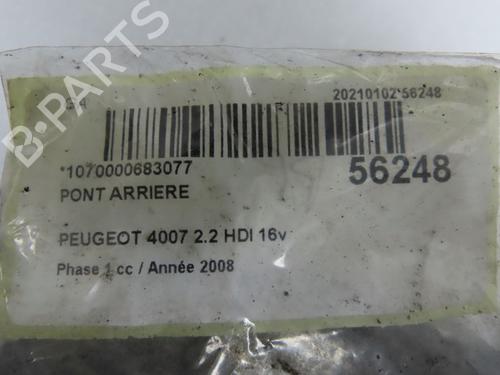 20210102*56248
*1070000683077
56248
PONT ARRIERE
PEUGEOT 4007 2.2 HDI 16v
Phase 1 cc / Année 2008
B-PARTS